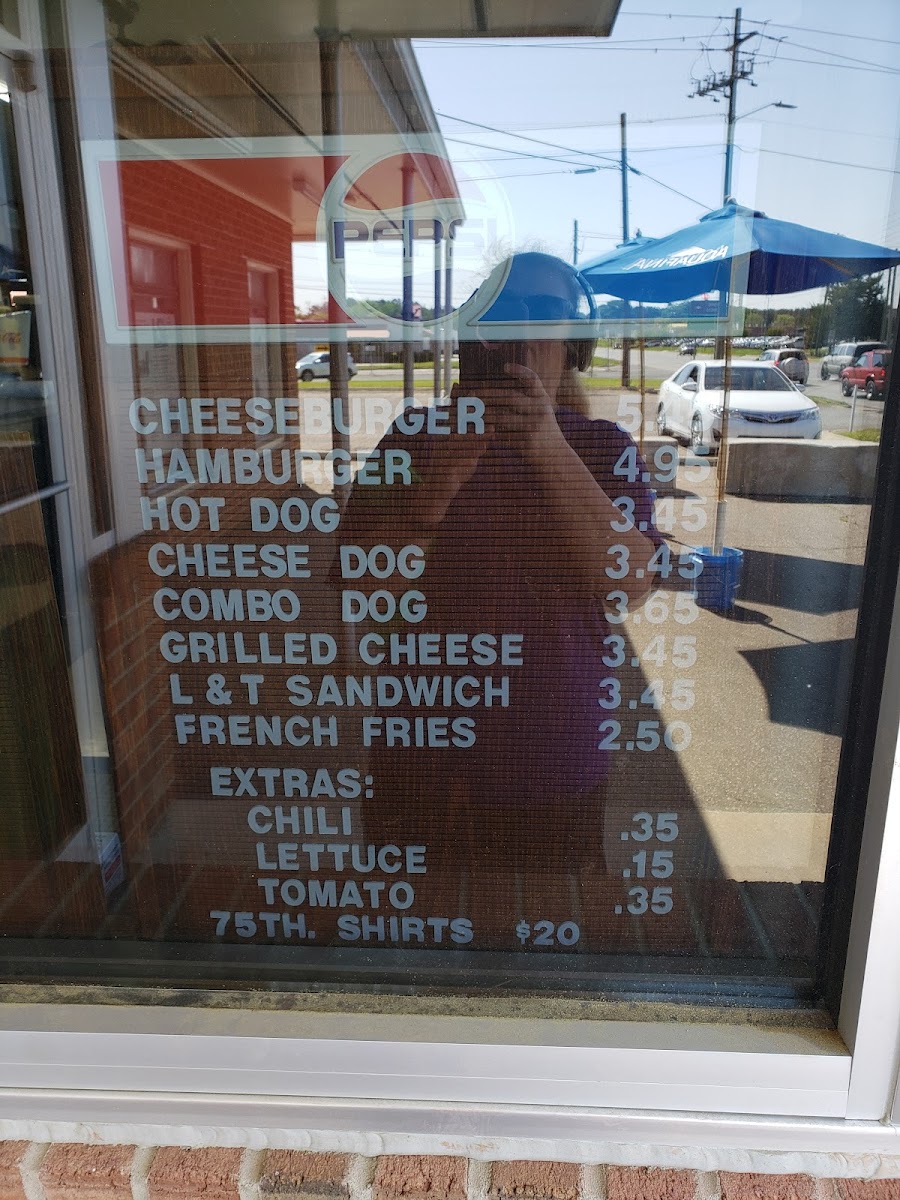 PEPSI
AQUAFINA
CHEESEBURGER 5.
HAMBURGER 4.95
HOT DOG 3.45
CHEESE DOG 3.45
COMBO DOG 3.65
GRILLED CHEESE 3.45
L & T SANDWICH 3.45
FRENCH FRIES 2.50
EXTRAS:
CHILI .35
LETTUCE .15
TOMATO .35
75TH. SHIRTS $20